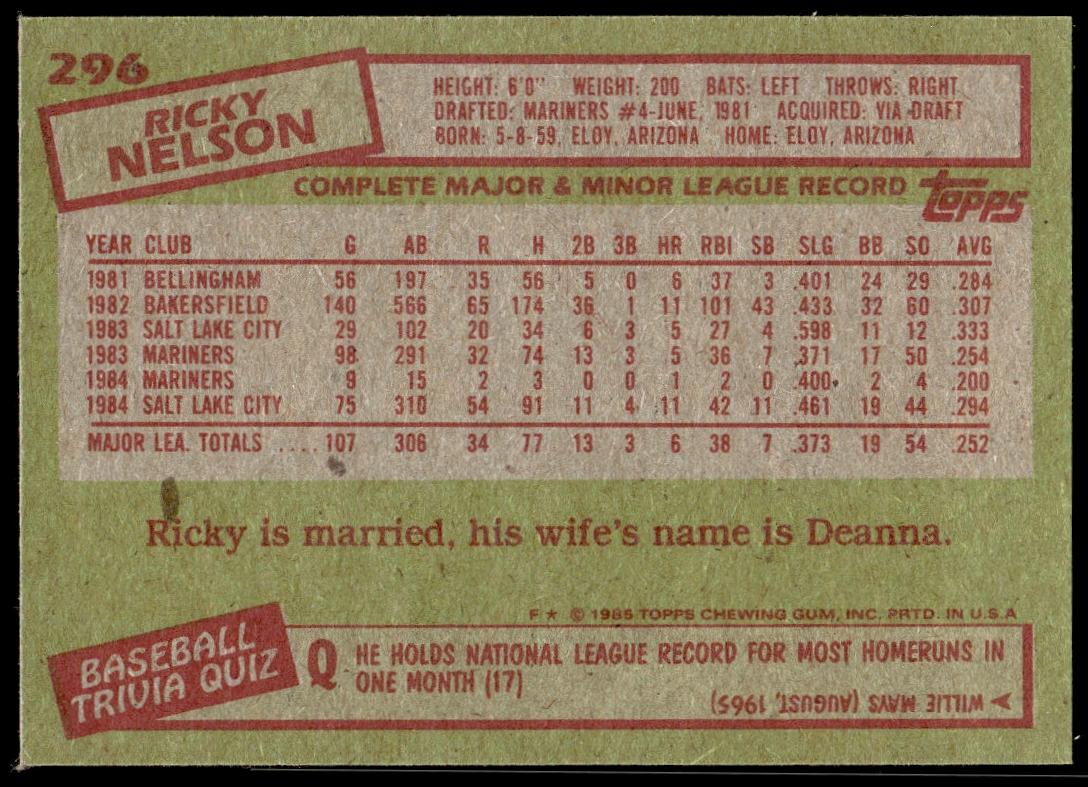 296
RICKY
NELSON
HEIGHT: 6'0" WEIGHT: 200 BATS: LEFT THROWS: RIGHT
DRAFTED: MARINERS #4-JUNE, 1981 ACQUIRED: VIA DRAFT
BORN: 5-8-59, ELOY, ARIZONA HOME: ELOY, ARIZONA
COMPLETE MAJOR & MINOR LEAGUE RECORD topps
YEAR CLUB G AB R H 2B 3B HR RBI SB SLG BB SO AVG
1981 BELLINGHAM 56 197 35 56 5 0 6 37 3 .401 24 29 .284
1982 BAKERSFIELD 140 566 65 174 36 1 11 101 43 .433 32 60 .307
1983 SALT LAKE CITY 29 102 20 34 6 3 5 27 4 .598 11 12 .333
1983 MARINERS 98 291 32 74 13 3 5 36 7 .371 17 50 .254
1984 MARINERS 9 15 2 3 0 0 1 2 0 .400 2 4 .200
1984 SALT LAKE CITY 75 310 54 91 11 4 11 42 11 .461 19 44 .294
MAJOR LEA. TOTALS ....107 306 34 77 13 3 6 38 7 .373 19 54 .252
Ricky is married, his wife's name is Deanna.
F★ © 1985 TOPPS CHEWING GUM, INC. PRTD. IN U.S.A
BASEBALL
TRIVIA QUIZ
Q HE HOLDS NATIONAL LEAGUE RECORD FOR MOST HOMERUNS IN
ONE MONTH (17)
WILLIE MAYS (AUGUST, 1965)